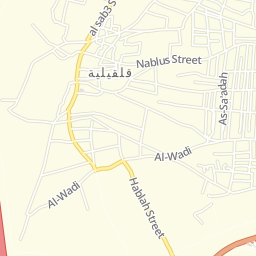 al sab3 S
Nablus Street
قلقيلية
As-Sa'adah
Al-Wadi
Al-Wadi
Hablah Street